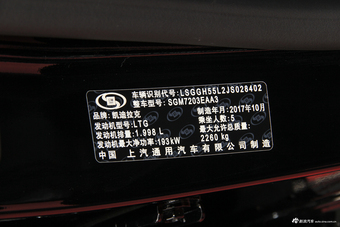 车辆识别代号：LSGGH55L2JS028402
整车型号：SGM7203EAA3
品牌：凯迪拉克 制造年月：2017年10月
发动机型号：LTG 乘坐人数：5
发动机排量：1.998L 最大允许总质量：
发动机最大净功率：193kW 2260kg
中国 上汽通用汽车有限公司 制造